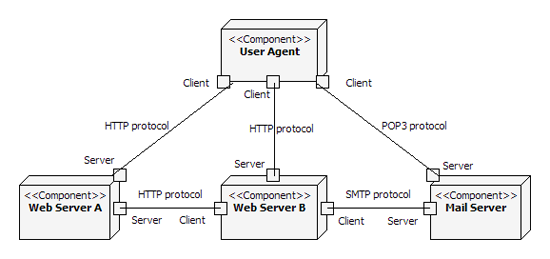 <<Component>>
User Agent
Client
Client
Client
HTTP protocol
HTTP protocol
POP3 protocol
Server
Server
Server
<<Component>>
Web Server A
HTTP protocol
<<Component>>
Web Server B
SMTP protocol
<<Component>>
Mail Server
Server
Client
Client
Server